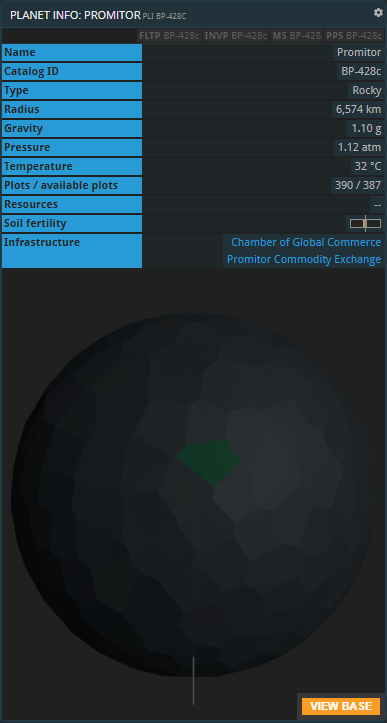 PLANET INFO: PROMITOR PLI BP-428C
FLTP BP-428c INVP BP-428c MS BP-428 PPS BP-428c
Name Promitor
Catalog ID BP-428c
Type Rocky
Radius 6,574 km
Gravity 1.10 g
Pressure 1.12 atm
Temperature 32 °C
Plots / available plots 390 / 387
Resources --
Soil fertility
Infrastructure Chamber of Global Commerce
Promitor Commodity Exchange
VIEW BASE